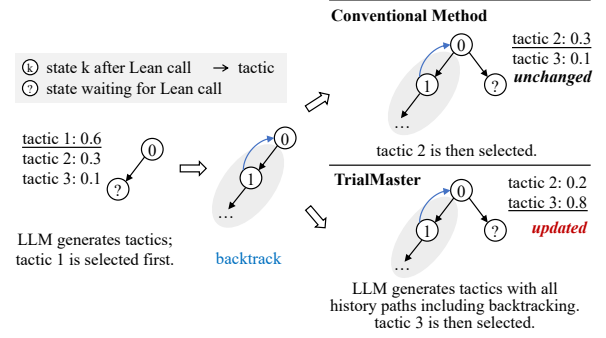 Conventional Method
k state k after Lean call → tactic
? state waiting for Lean call
0
1
?
...
tactic 2: 0.3
tactic 3: 0.1
unchanged
tactic 2 is then selected.
tactic 1: 0.6
tactic 2: 0.3
tactic 3: 0.1
0
?
LLM generates tactics;
tactic 1 is selected first.
0
1
...
backtrack
TrialMaster
0
1
?
...
tactic 2: 0.2
tactic 3: 0.8
updated
LLM generates tactics with all
history paths including backtracking.
tactic 3 is then selected.